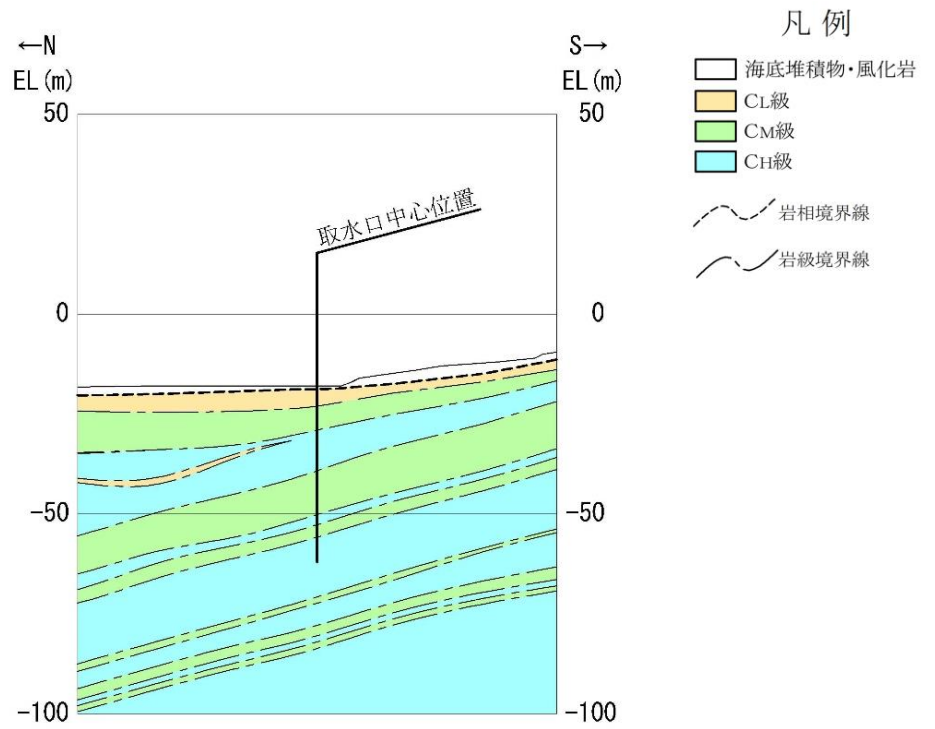 ←N
EL(m)
S→
EL(m)
50
50
取水口中心位置
0
0
-50
-50
-100
-100
凡 例
海底堆積物・風化岩
CL級
CM級
CH級
岩相境界線
岩級境界線